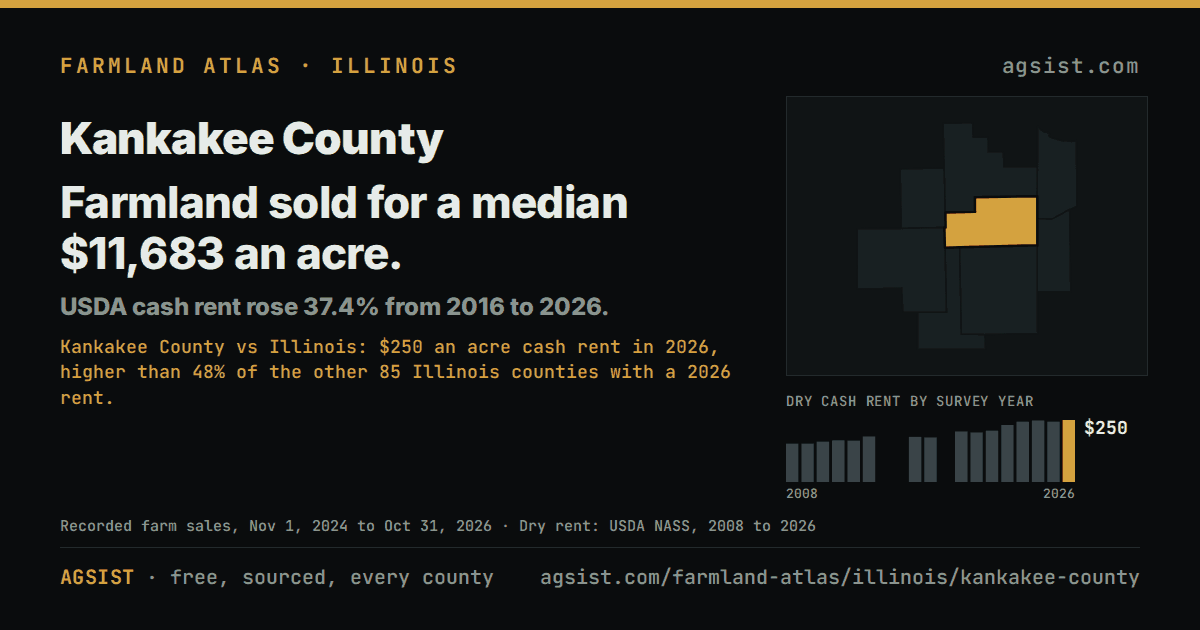 FARMLAND ATLAS · ILLINOIS
agsist.com
Kankakee County
Farmland sold for a median
$11,683 an acre.
USDA cash rent rose 37.4% from 2016 to 2026.
Kankakee County vs Illinois: $250 an acre cash rent in 2026,
higher than 48% of the other 85 Illinois counties with a 2026
rent.
DRY CASH RENT BY SURVEY YEAR
$250
2008
2026
Recorded farm sales, Nov 1, 2024 to Oct 31, 2026 · Dry rent: USDA NASS, 2008 to 2026
AGSIST · free, sourced, every county
agsist.com/farmland-atlas/illinois/kankakee-county